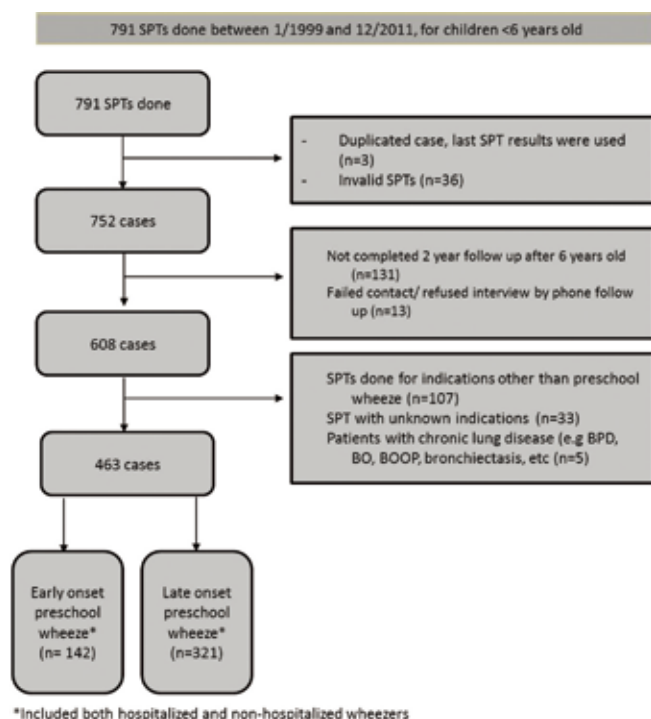 791 SPTs done between 1/1999 and 12/2011, for children <6 years old
791 SPTs done
- Duplicated case, last SPT results were used
(n=3)
- Invalid SPTs (n=36)
752 cases
Not completed 2 year follow up after 6 years old
(n=131)
Failed contact/ refused interview by phone follow
up (n=13)
608 cases
SPTs done for indications other than preschool
wheeze (n=107)
SPT with unknown indications (n=33)
Patients with chronic lung disease (e.g BPD,
BO, BOOP, bronchiectasis, etc (n=5)
463 cases
Early onset
preschool
wheeze*
(n= 142)
Late onset
preschool
wheeze*
(n=321)
*Included both hospitalized and non-hospitalized wheezers